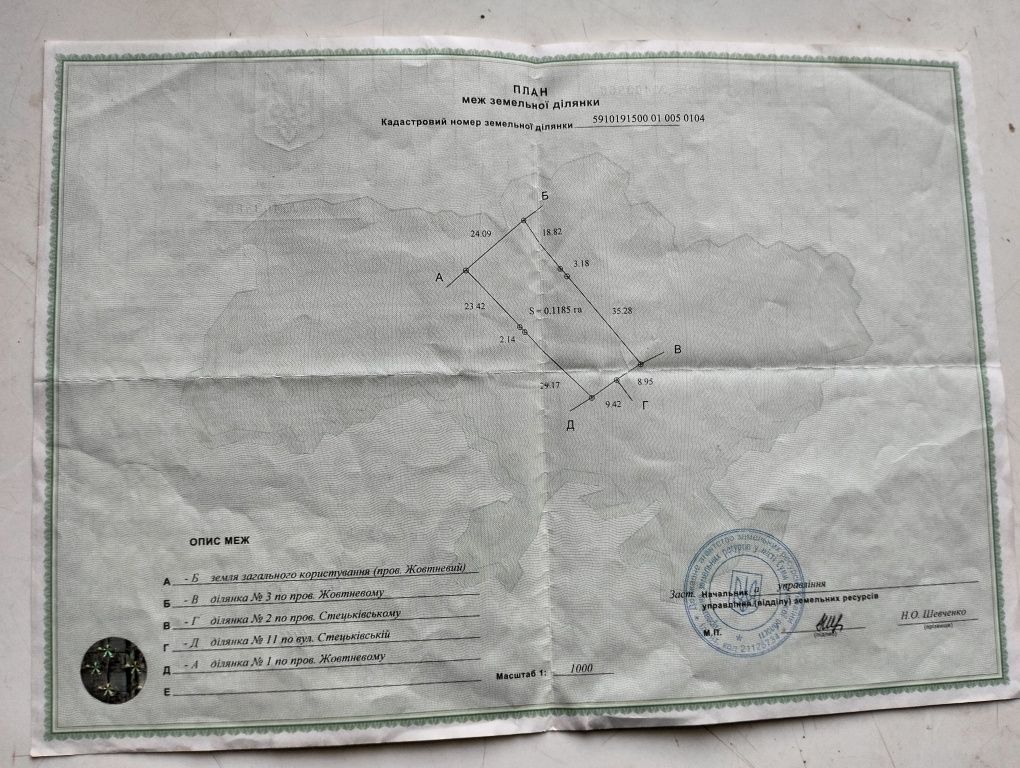 ПЛАН
меж земельної ділянки
Кадастровий номер земельної ділянки 5910191500 01 005 0104
Б
24.09
18.82
А
3.18
23.42
S = 0.1185 га
35.28
2.14
В
29.17
8.95
9.42
Г
Д
ОПИС МЕЖ
А - Б земля загального користування (пров. Жовтневий)
Б - В ділянка № 3 по пров. Жовтневому
В - Г ділянка № 2 по пров. Стецьківському
Г - Д ділянка № 11 по вул. Стецьківській
Д - А ділянка № 1 по пров. Жовтневому
Е
Масштаб 1: 1000
Заст. Начальник управління
управління (відділу) земельних ресурсів
М.П.
(підпис)
Н.О. Шевченко
(прізвище)